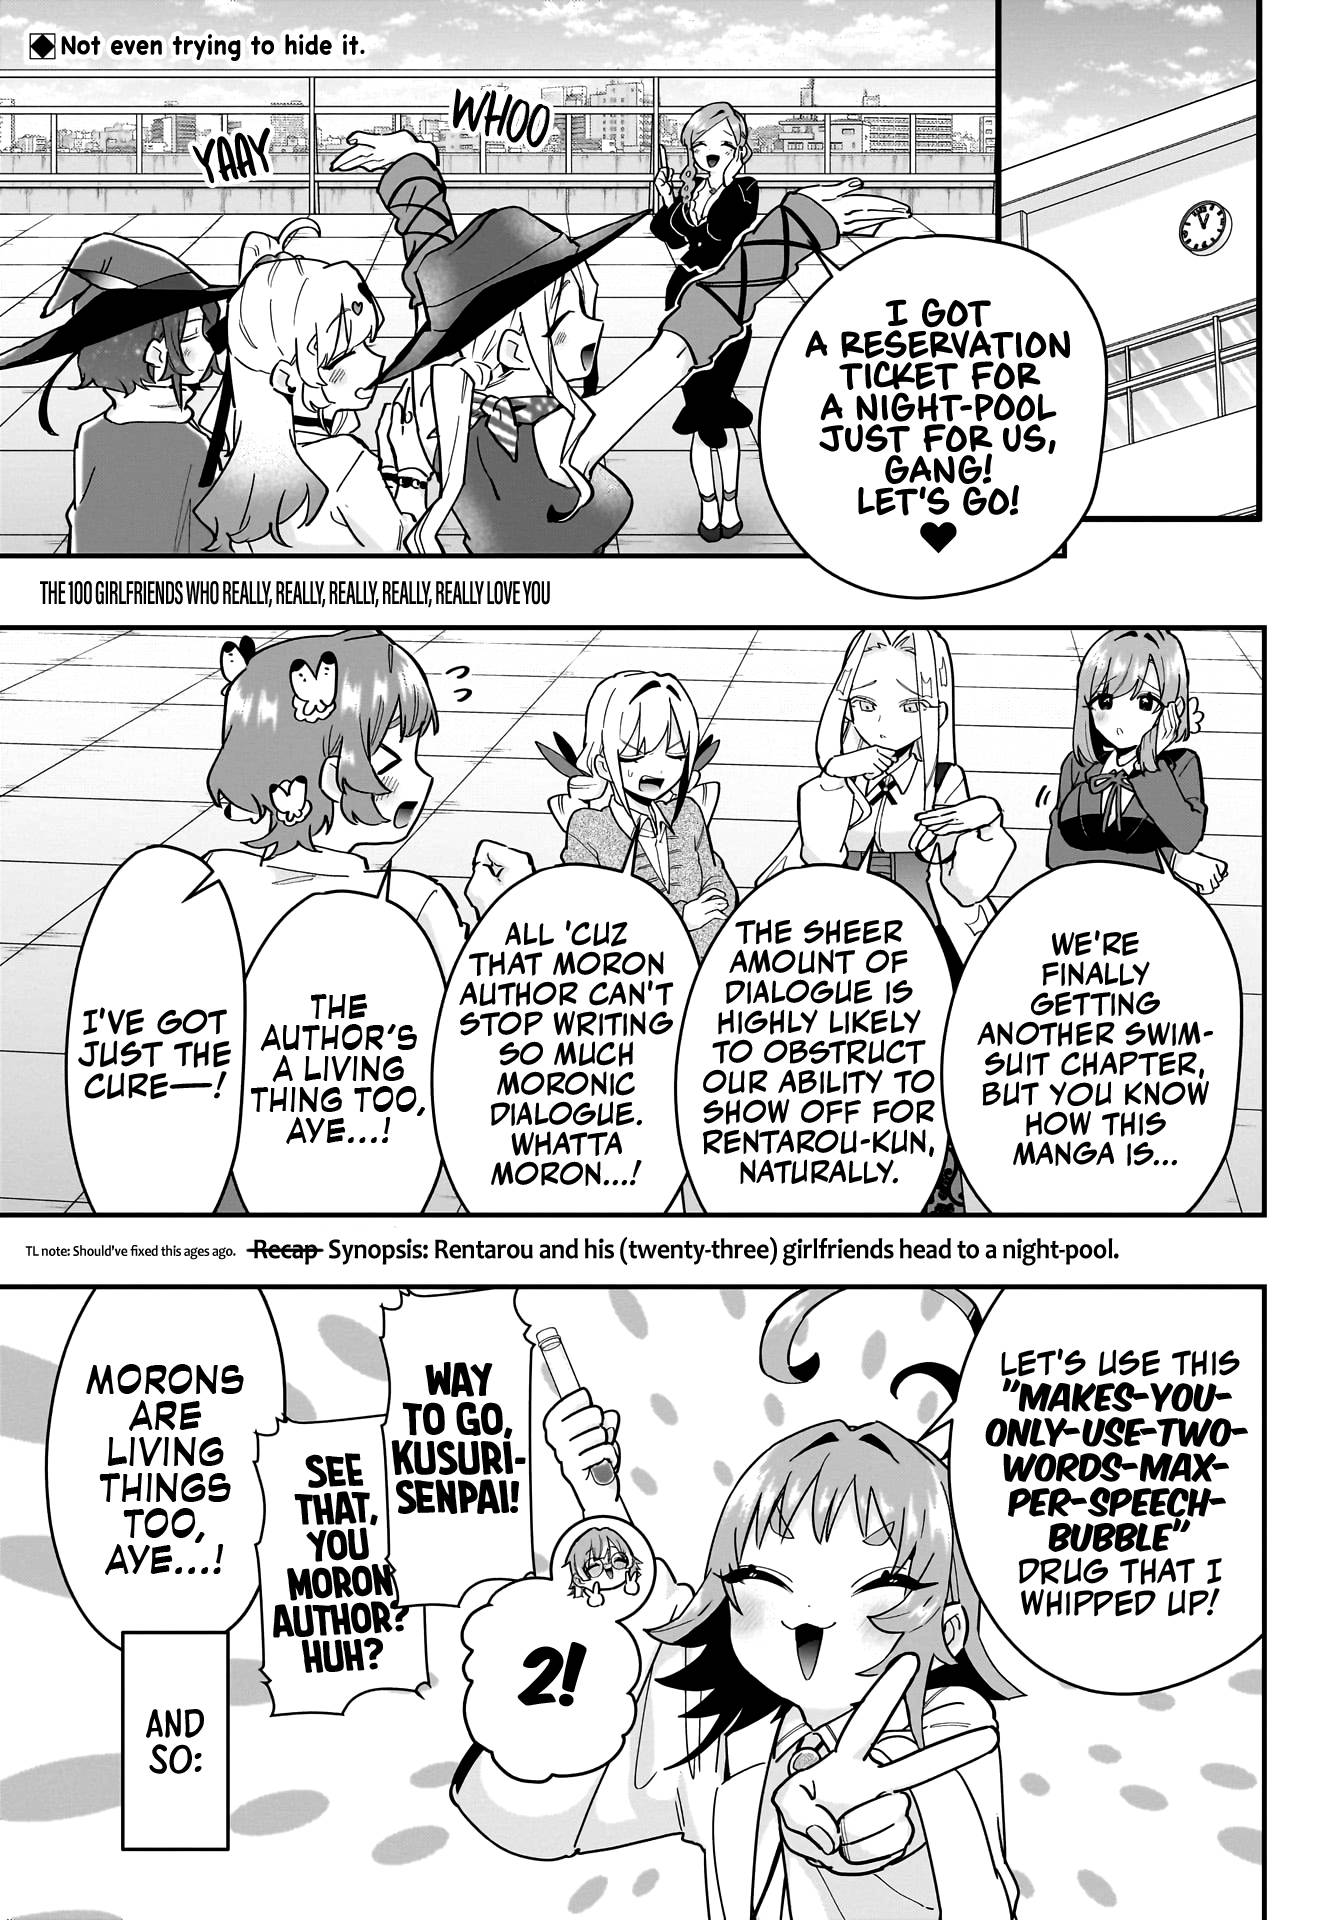 Not even trying to hide it.
I GOT
A RESERVATION
TICKET FOR
A NIGHT-POOL
JUST FOR US,
GANG!
LET'S GO!
WHOO
YAAY
THE 100 GIRLFRIENDS WHO REALLY, REALLY, REALLY, REALLY, REALLY LOVE YOU
WE'RE
FINALLY
GETTING
ANOTHER SWIM-
SUIT CHAPTER,
BUT YOU KNOW
HOW THIS
MANGA IS...
THE SHEER
AMOUNT OF
DIALOGUE IS
HIGHLY LIKELY
TO OBSTRUCT
OUR ABILITY TO
SHOW OFF FOR
RENTAROU-KUN,
NATURALLY.
ALL 'CUZ
THAT MORON
AUTHOR CAN'T
STOP WRITING
SO MUCH
MORONIC
DIALOGUE.
WHATTA
MORON...!
THE
AUTHOR'S
A LIVING
THING TOO,
AYE...!
I'VE GOT
JUST THE
CURE—!
TL note: Should've fixed this ages ago. Recap Synopsis: Rentarou and his (twenty-three) girlfriends head to a night-pool.
LET'S USE THIS
"MAKES-YOU-
ONLY-USE-TWO-
WORDS-MAX-
PER-SPEECH-
BUBBLE"
DRUG THAT I
WHIPPED UP!
2!
WAY
TO GO,
KUSURI-
SENPAI!
SEE
THAT,
YOU
MORON
AUTHOR?
HUH?
MORONS
ARE
LIVING
THINGS
TOO,
AYE...!
AND
SO: